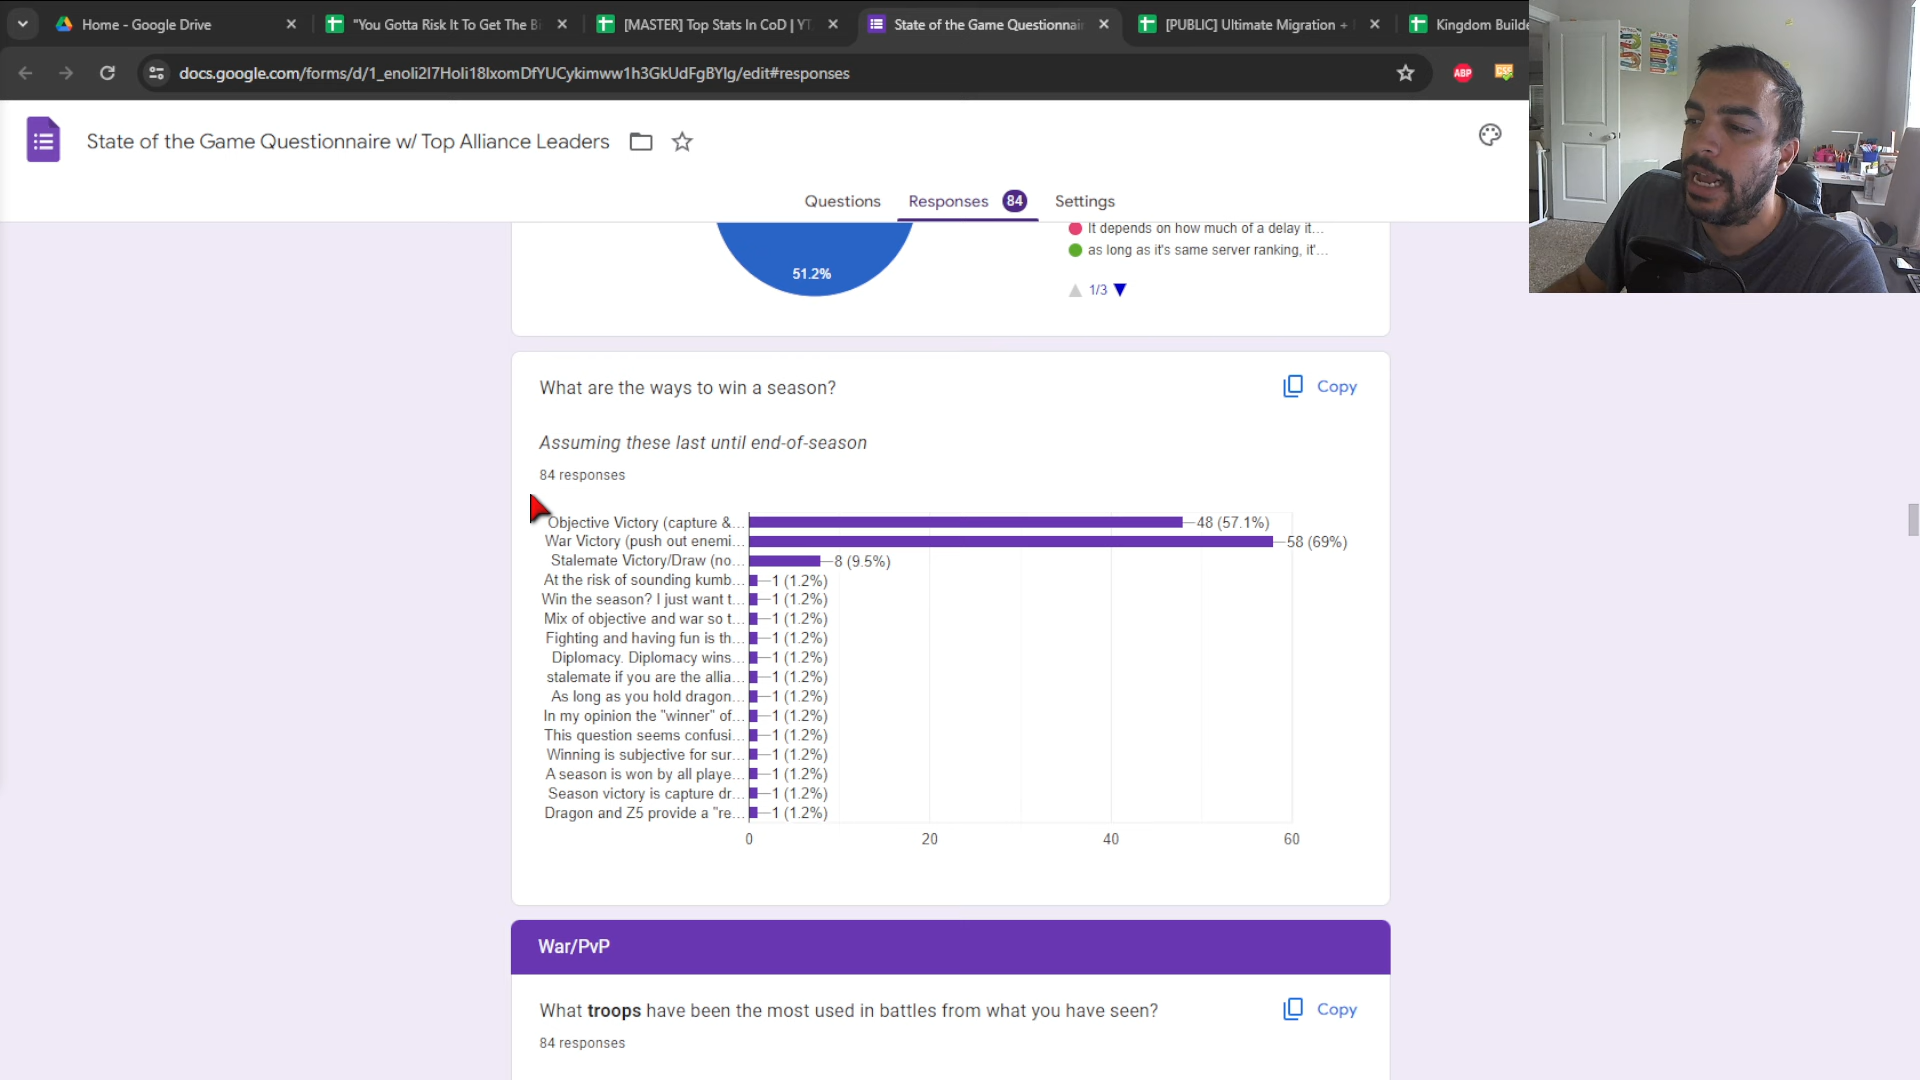 Home - Google Drive
"You Gotta Risk It To Get The Bi
[MASTER] Top Stats In CoD | YT
State of the Game Questionnair
[PUBLIC] Ultimate Migration +
Kingdom Builde
docs.google.com/forms/d/1_enoli2I7Holi18IxomDfYUCykimww1h3GkUdFgBYIg/edit#responses
ABP
State of the Game Questionnaire w/ Top Alliance Leaders
Questions
Responses 84
Settings
51.2%
It depends on how much of a delay it...
as long as it's same server ranking, it'...
1/3
What are the ways to win a season?
Copy
Assuming these last until end-of-season
84 responses
Objective Victory (capture &... 48 (57.1%)
War Victory (push out enemi... 58 (69%)
Stalemate Victory/Draw (no... 8 (9.5%)
At the risk of sounding kumb... 1 (1.2%)
Win the season? I just want t... 1 (1.2%)
Mix of objective and war so t... 1 (1.2%)
Fighting and having fun is th... 1 (1.2%)
Diplomacy. Diplomacy wins... 1 (1.2%)
stalemate if you are the allia... 1 (1.2%)
As long as you hold dragon... 1 (1.2%)
In my opinion the "winner" of... 1 (1.2%)
This question seems confusi... 1 (1.2%)
Winning is subjective for sur... 1 (1.2%)
A season is won by all playe... 1 (1.2%)
Season victory is capture dr... 1 (1.2%)
Dragon and Z5 provide a "re... 1 (1.2%)
0 20 40 60
War/PvP
What troops have been the most used in battles from what you have seen?
Copy
84 responses